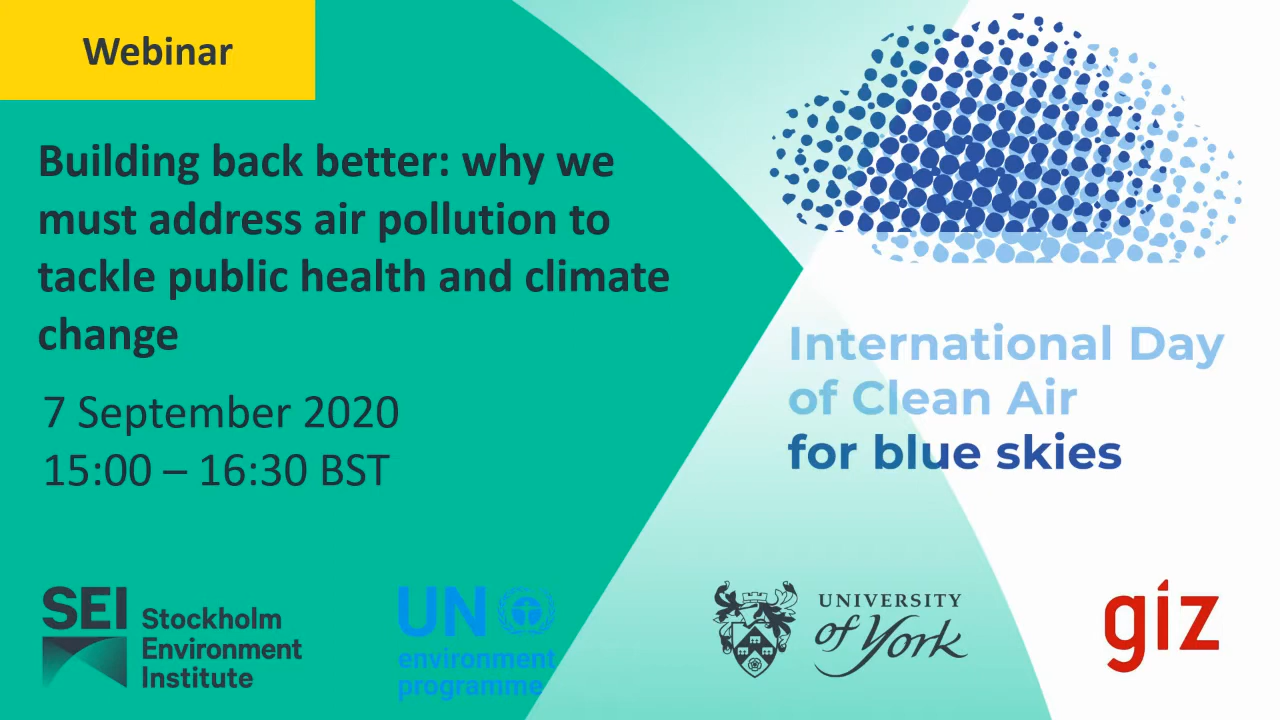 Webinar
Building back better: why we
must address air pollution to
tackle public health and climate
change
7 September 2020
15:00 – 16:30 BST
International Day
of Clean Air
for blue skies
SEI Stockholm
Environment
Institute
UN
environment
programme
UNIVERSITY
of York
giz